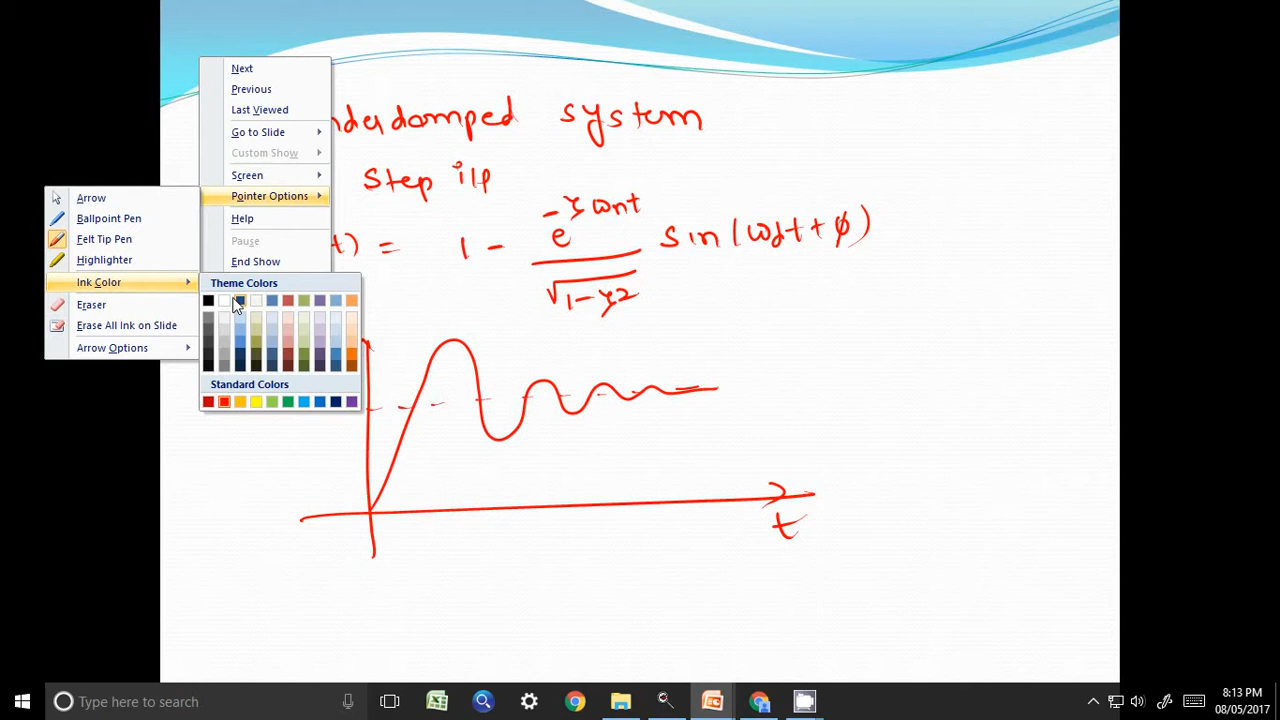 Next
Previous
Last Viewed
Go to Slide
Custom Show
Screen
Pointer Options
Help
Pause
End Show
Arrow
Ballpoint Pen
Felt Tip Pen
Highlighter
Ink Color
Eraser
Erase All Ink on Slide
Arrow Options
Theme Colors
Standard Colors
nderdamped system
Step i/p
t) = 1 - e^-ζωnt / √1-ζ2 sin(ωdt+φ)
t
Type here to search
8:13 PM
08/05/2017